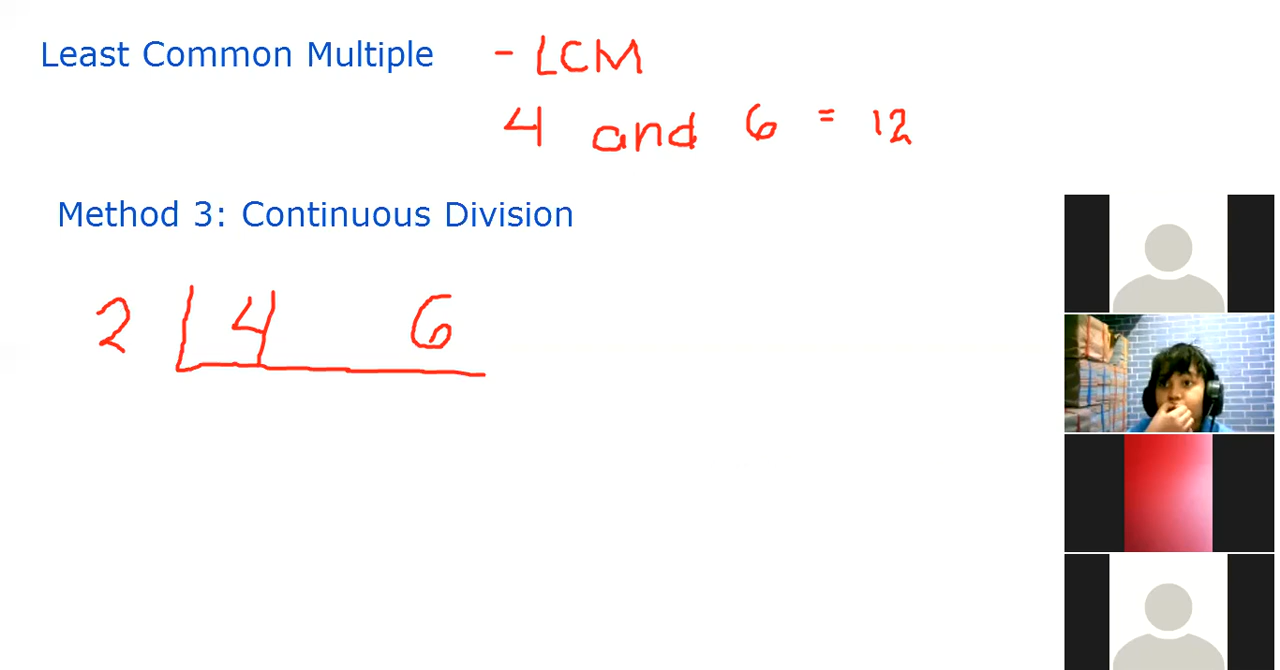 Least Common Multiple - LCM
4 and 6 = 12
Method 3: Continuous Division
2 4 6